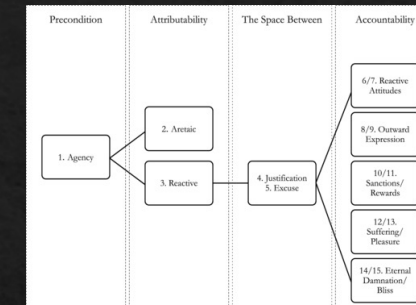 Precondition
Attributability
The Space Between
Accountability
1. Agency
2. Aretaic
3. Reactive
4. Justification
5. Excuse
6/7. Reactive
Attitudes
8/9. Outward
Expression
10/11.
Sanctions/
Rewards
12/13.
Suffering/
Pleasure
14/15. Eternal
Damnation/
Bliss